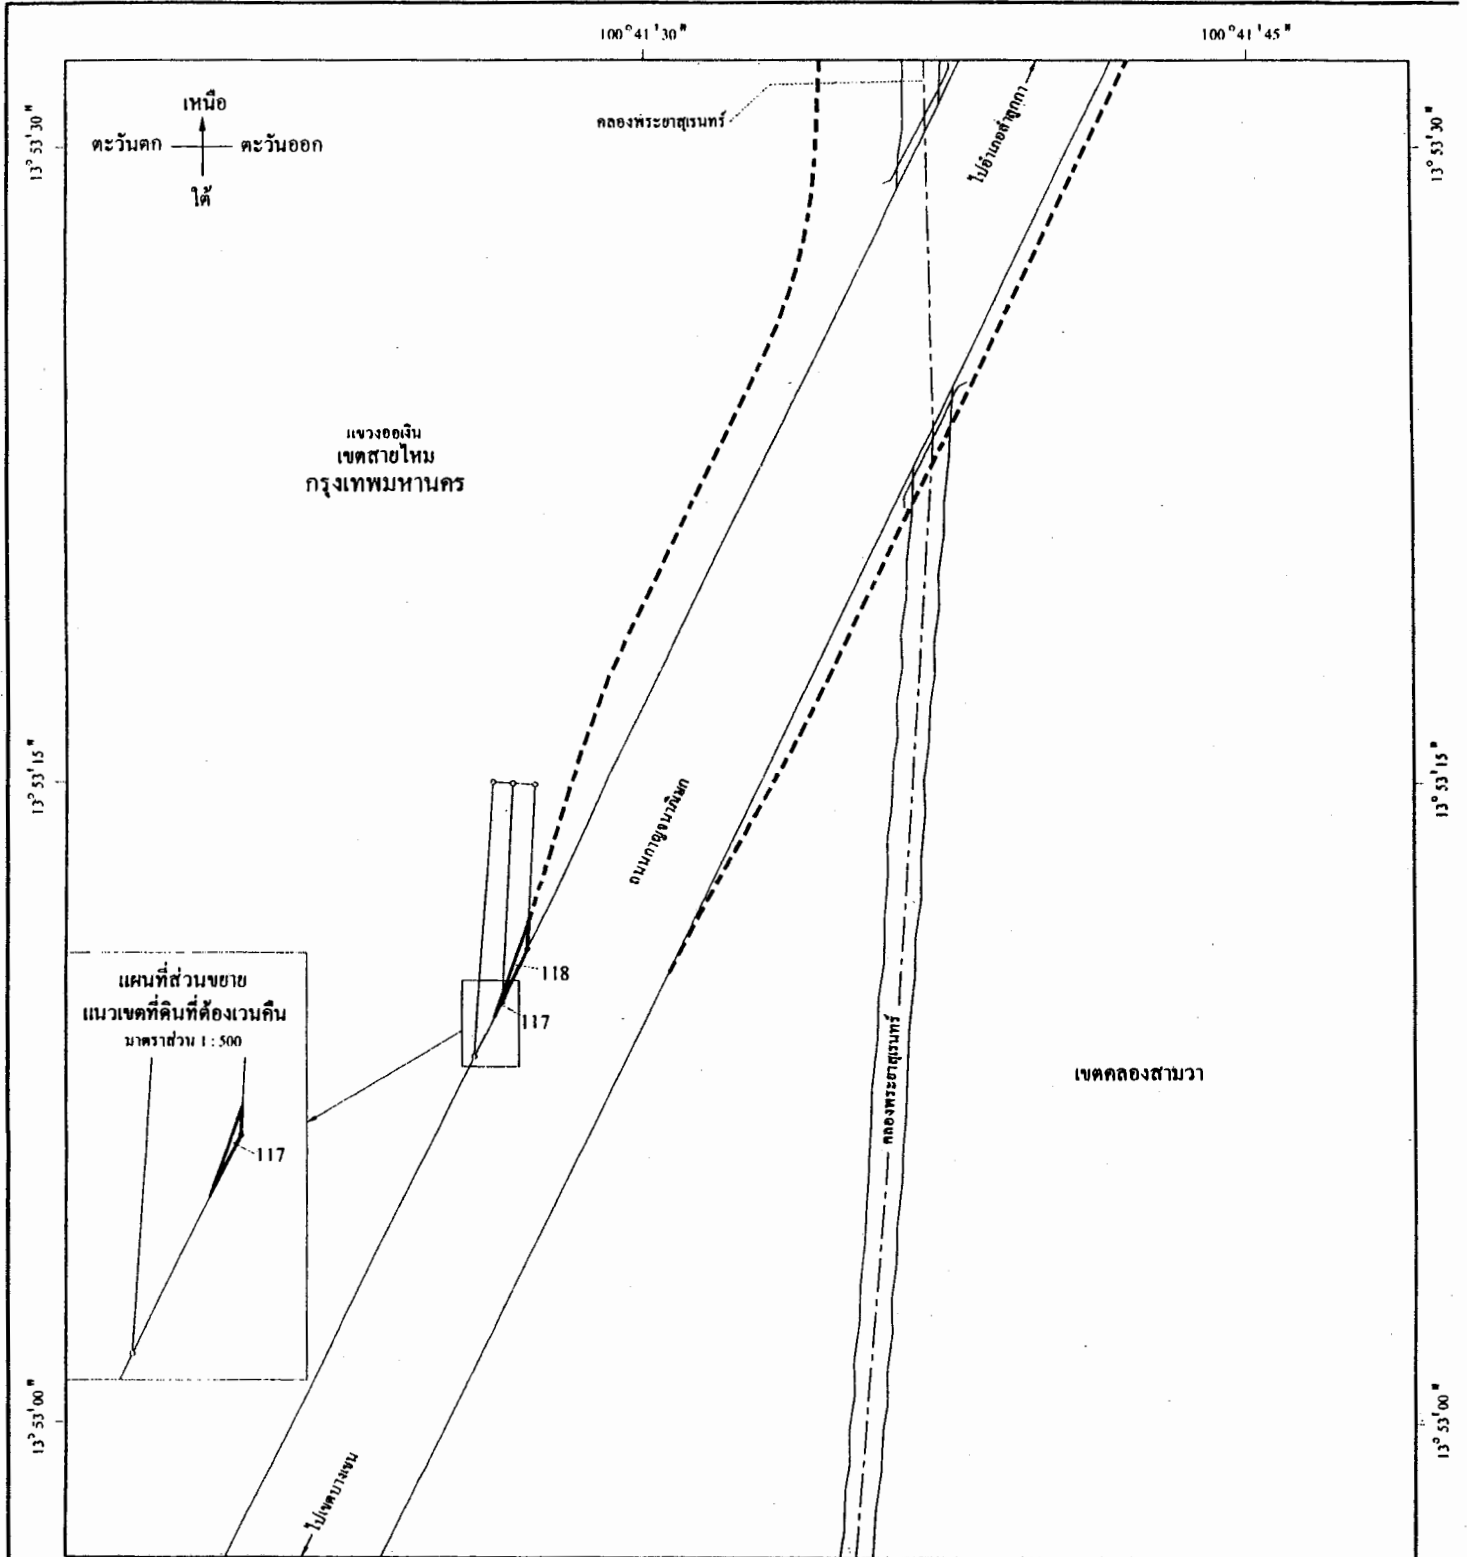 100°41'30"
100°41'45"
เหนือ
ตะวันตก
ตะวันออก
ใต้
13°53'30"
13°53'30"
คลองพระยาสุเรนทร์
ไปอำเภอลำลูกกา
แขวงออเงิน
เขตสายไหม
กรุงเทพมหานคร
13°53'15"
13°53'15"
ถนนกาญจนาภิเษก
118
117
แผนที่ส่วนขยาย
แนวเขตที่ดินที่ต้องเวนคืน
มาตราส่วน 1 : 500
117
คลองพระยาสุเรนทร์
เขตคลองสามวา
13°53'00"
13°53'00"
ไปเขตบางเขน